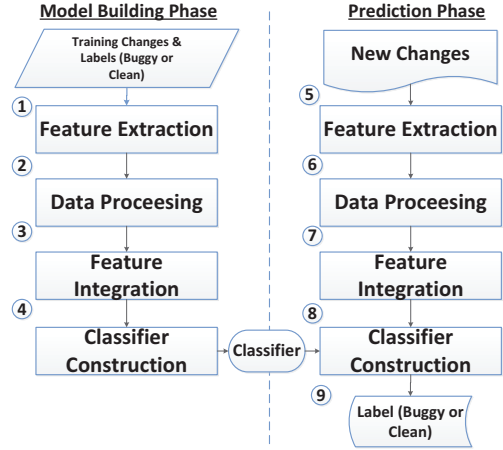 Model Building Phase
Training Changes &
Labels (Buggy or
Clean)
1
Feature Extraction
2
Data Proceesing
3
Feature
Integration
4
Classifier
Construction
Classifier
Prediction Phase
New Changes
5
Feature Extraction
6
Data Proceesing
7
Feature
Integration
8
Classifier
Construction
9
Label (Buggy or
Clean)